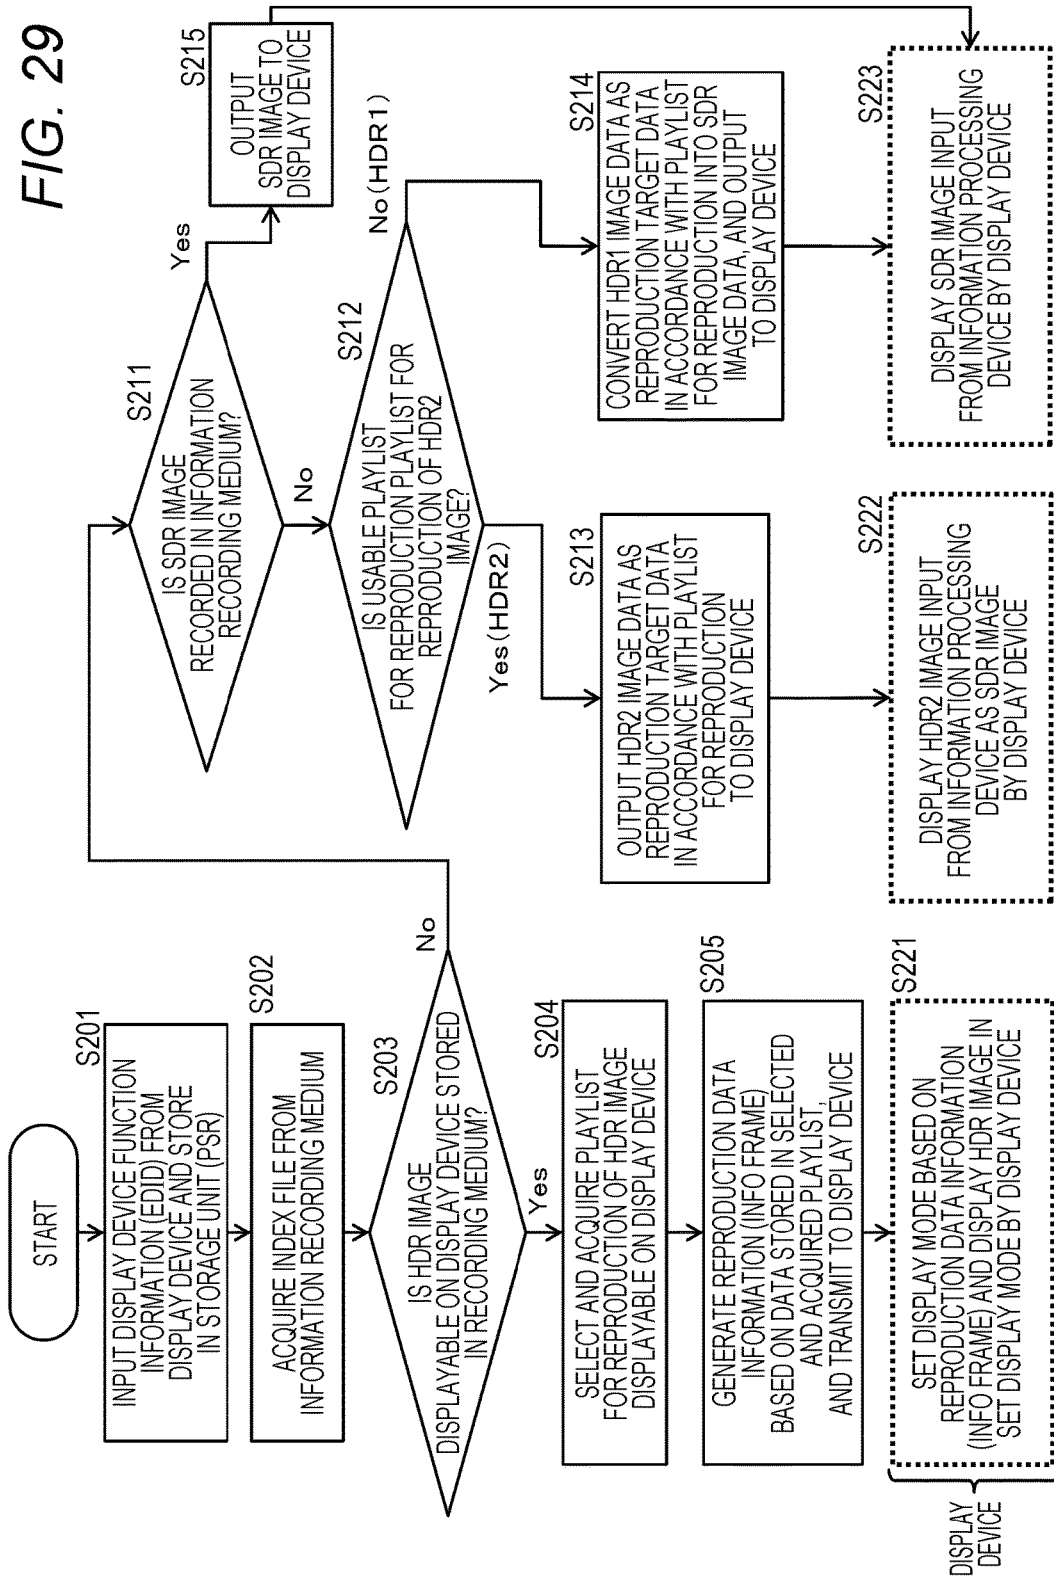 FIG. 29
START
S201
INPUT DISPLAY DEVICE FUNCTION
INFORMATION (EDID) FROM
DISPLAY DEVICE AND STORE
IN STORAGE UNIT (PSR)
S202
ACQUIRE INDEX FILE FROM
INFORMATION RECORDING MEDIUM
S203
IS HDR IMAGE
DISPLAYABLE ON DISPLAY DEVICE STORED
IN RECORDING MEDIUM?
No
Yes
S204
SELECT AND ACQUIRE PLAYLIST
FOR REPRODUCTION OF HDR IMAGE
DISPLAYABLE ON DISPLAY DEVICE
S205
GENERATE REPRODUCTION DATA
INFORMATION (INFO FRAME)
BASED ON DATA STORED IN SELECTED
AND ACQUIRED PLAYLIST,
AND TRANSMIT TO DISPLAY DEVICE
S221
SET DISPLAY MODE BASED ON
REPRODUCTION DATA INFORMATION
(INFO FRAME) AND DISPLAY HDR IMAGE IN
SET DISPLAY MODE BY DISPLAY DEVICE
DISPLAY
DEVICE
S211
IS SDR IMAGE
RECORDED IN INFORMATION
RECORDING MEDIUM?
Yes
No
S215
OUTPUT
SDR IMAGE TO
DISPLAY DEVICE
S212
IS USABLE PLAYLIST
FOR REPRODUCTION PLAYLIST FOR
REPRODUCTION OF HDR2
IMAGE?
No(HDR1)
Yes(HDR2)
S213
OUTPUT HDR2 IMAGE DATA AS
REPRODUCTION TARGET DATA
IN ACCORDANCE WITH PLAYLIST
FOR REPRODUCTION
TO DISPLAY DEVICE
S214
CONVERT HDR1 IMAGE DATA AS
REPRODUCTION TARGET DATA
IN ACCORDANCE WITH PLAYLIST
FOR REPRODUCTION INTO SDR
IMAGE DATA, AND OUTPUT
TO DISPLAY DEVICE
S222
DISPLAY HDR2 IMAGE INPUT
FROM INFORMATION PROCESSING
DEVICE AS SDR IMAGE
BY DISPLAY DEVICE
S223
DISPLAY SDR IMAGE INPUT
FROM INFORMATION PROCESSING
DEVICE BY DISPLAY DEVICE